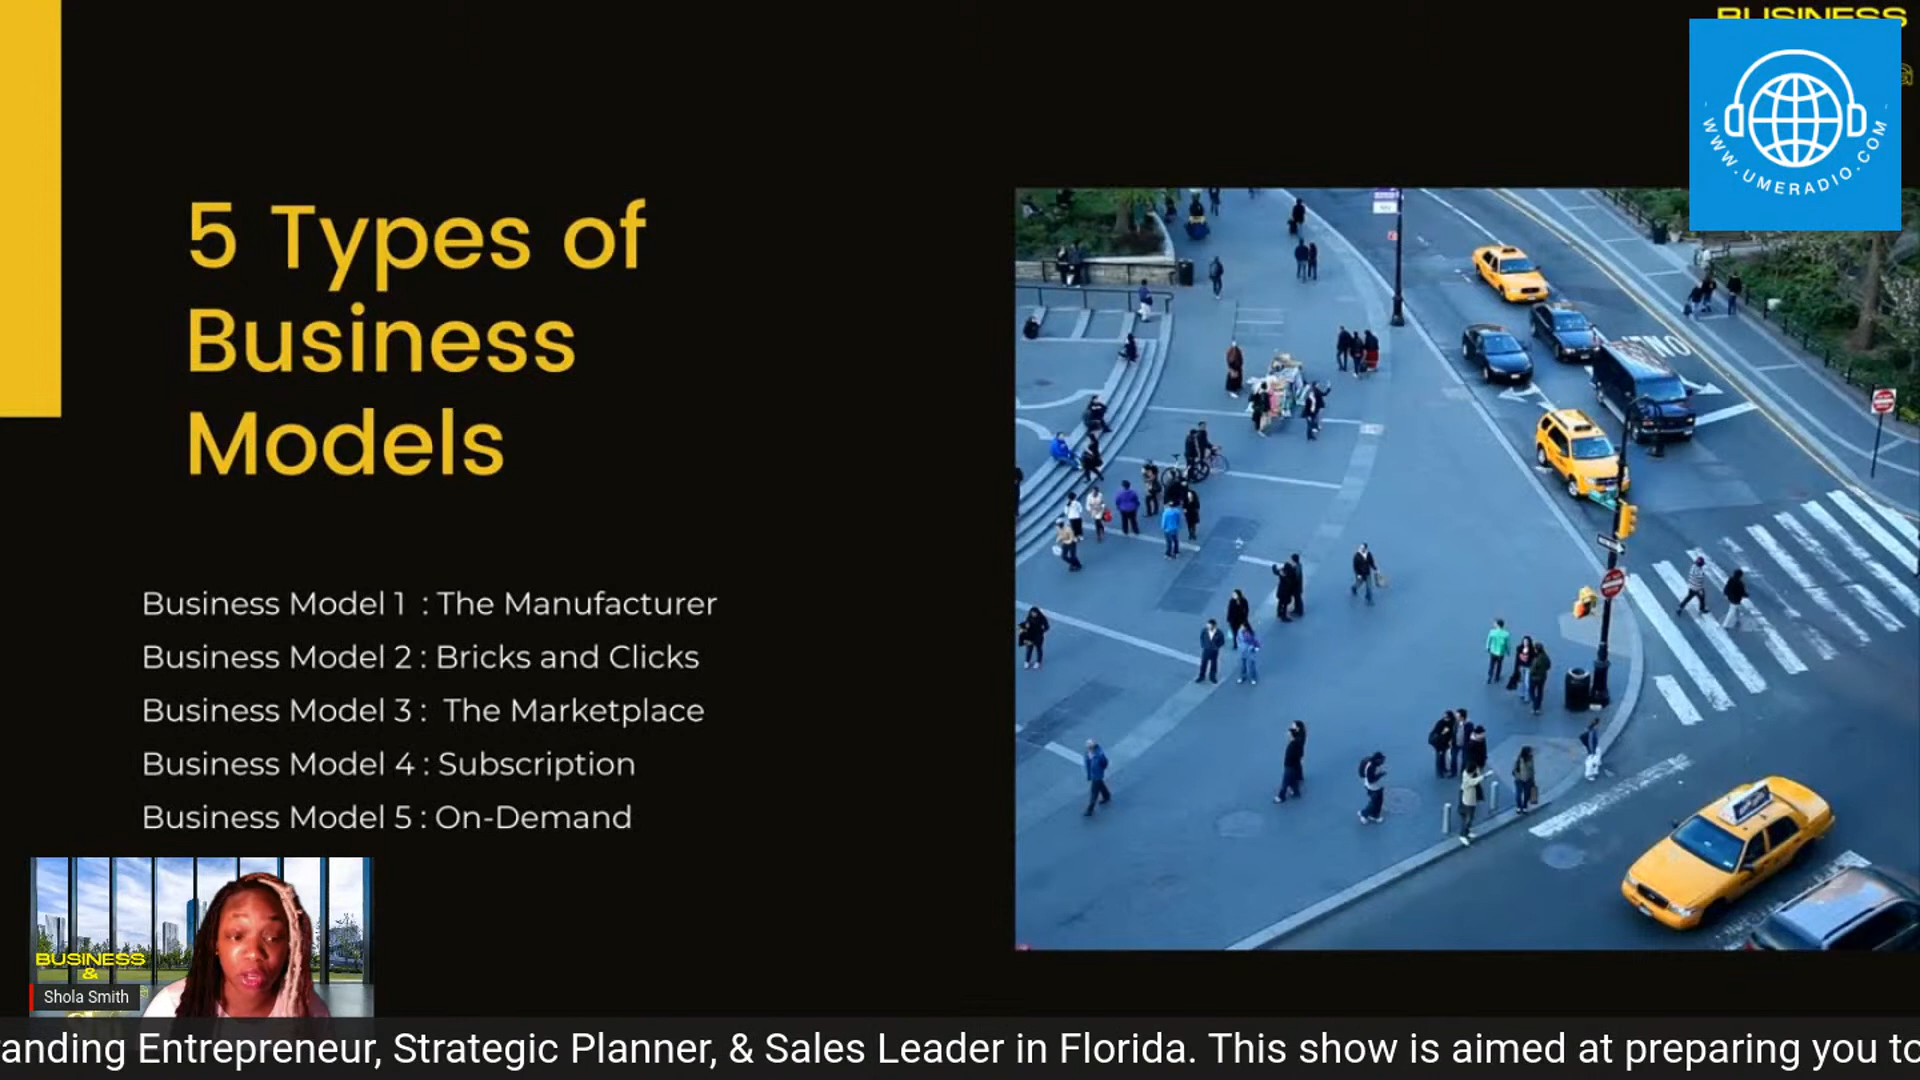 BUSINESS
WWW.UMERADIO.COM
5 Types of
Business
Models
Business Model 1 : The Manufacturer
Business Model 2 : Bricks and Clicks
Business Model 3 : The Marketplace
Business Model 4 : Subscription
Business Model 5 : On-Demand
BUSINESS
&
Shola Smith
Entrepreneur, Strategic Planner, & Sales Leader in Florida. This show is aimed at preparing you to